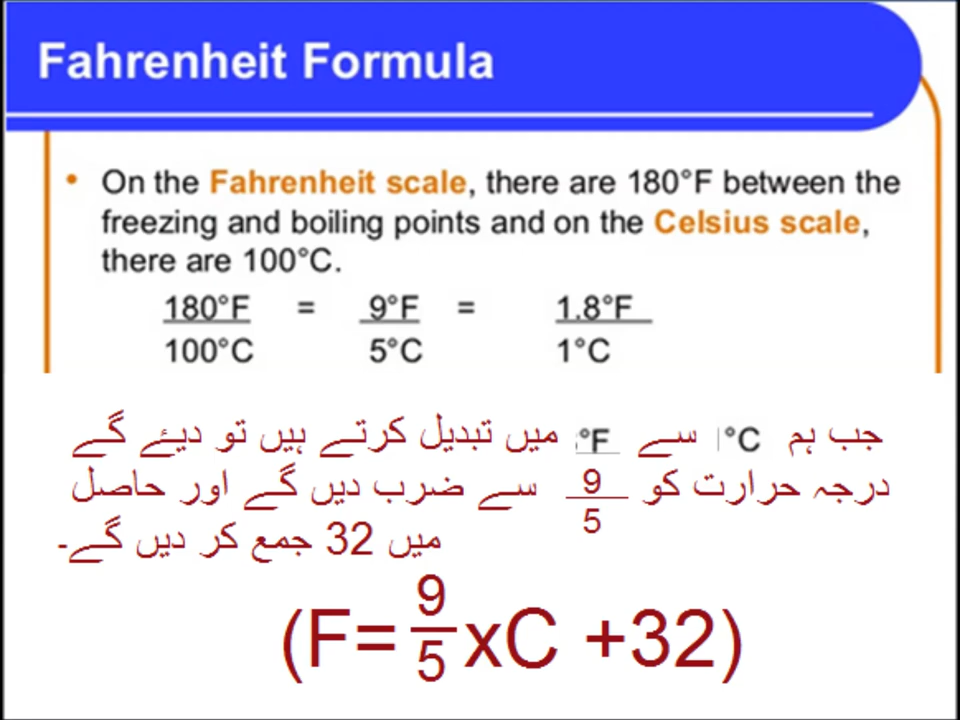 Fahrenheit Formula
• On the Fahrenheit scale, there are 180°F between the
freezing and boiling points and on the Celsius scale,
there are 100°C.
180°F = 9°F = 1.8°F
100°C 5°C 1°C
جب ہم °C سے °F میں تبدیل کرتے ہیں تو دیئے گے
درجہ حرارت کو 9/5 سے ضرب دیں گے اور حاصل
میں 32 جمع کر دیں گے۔
(F=9/5xC +32)